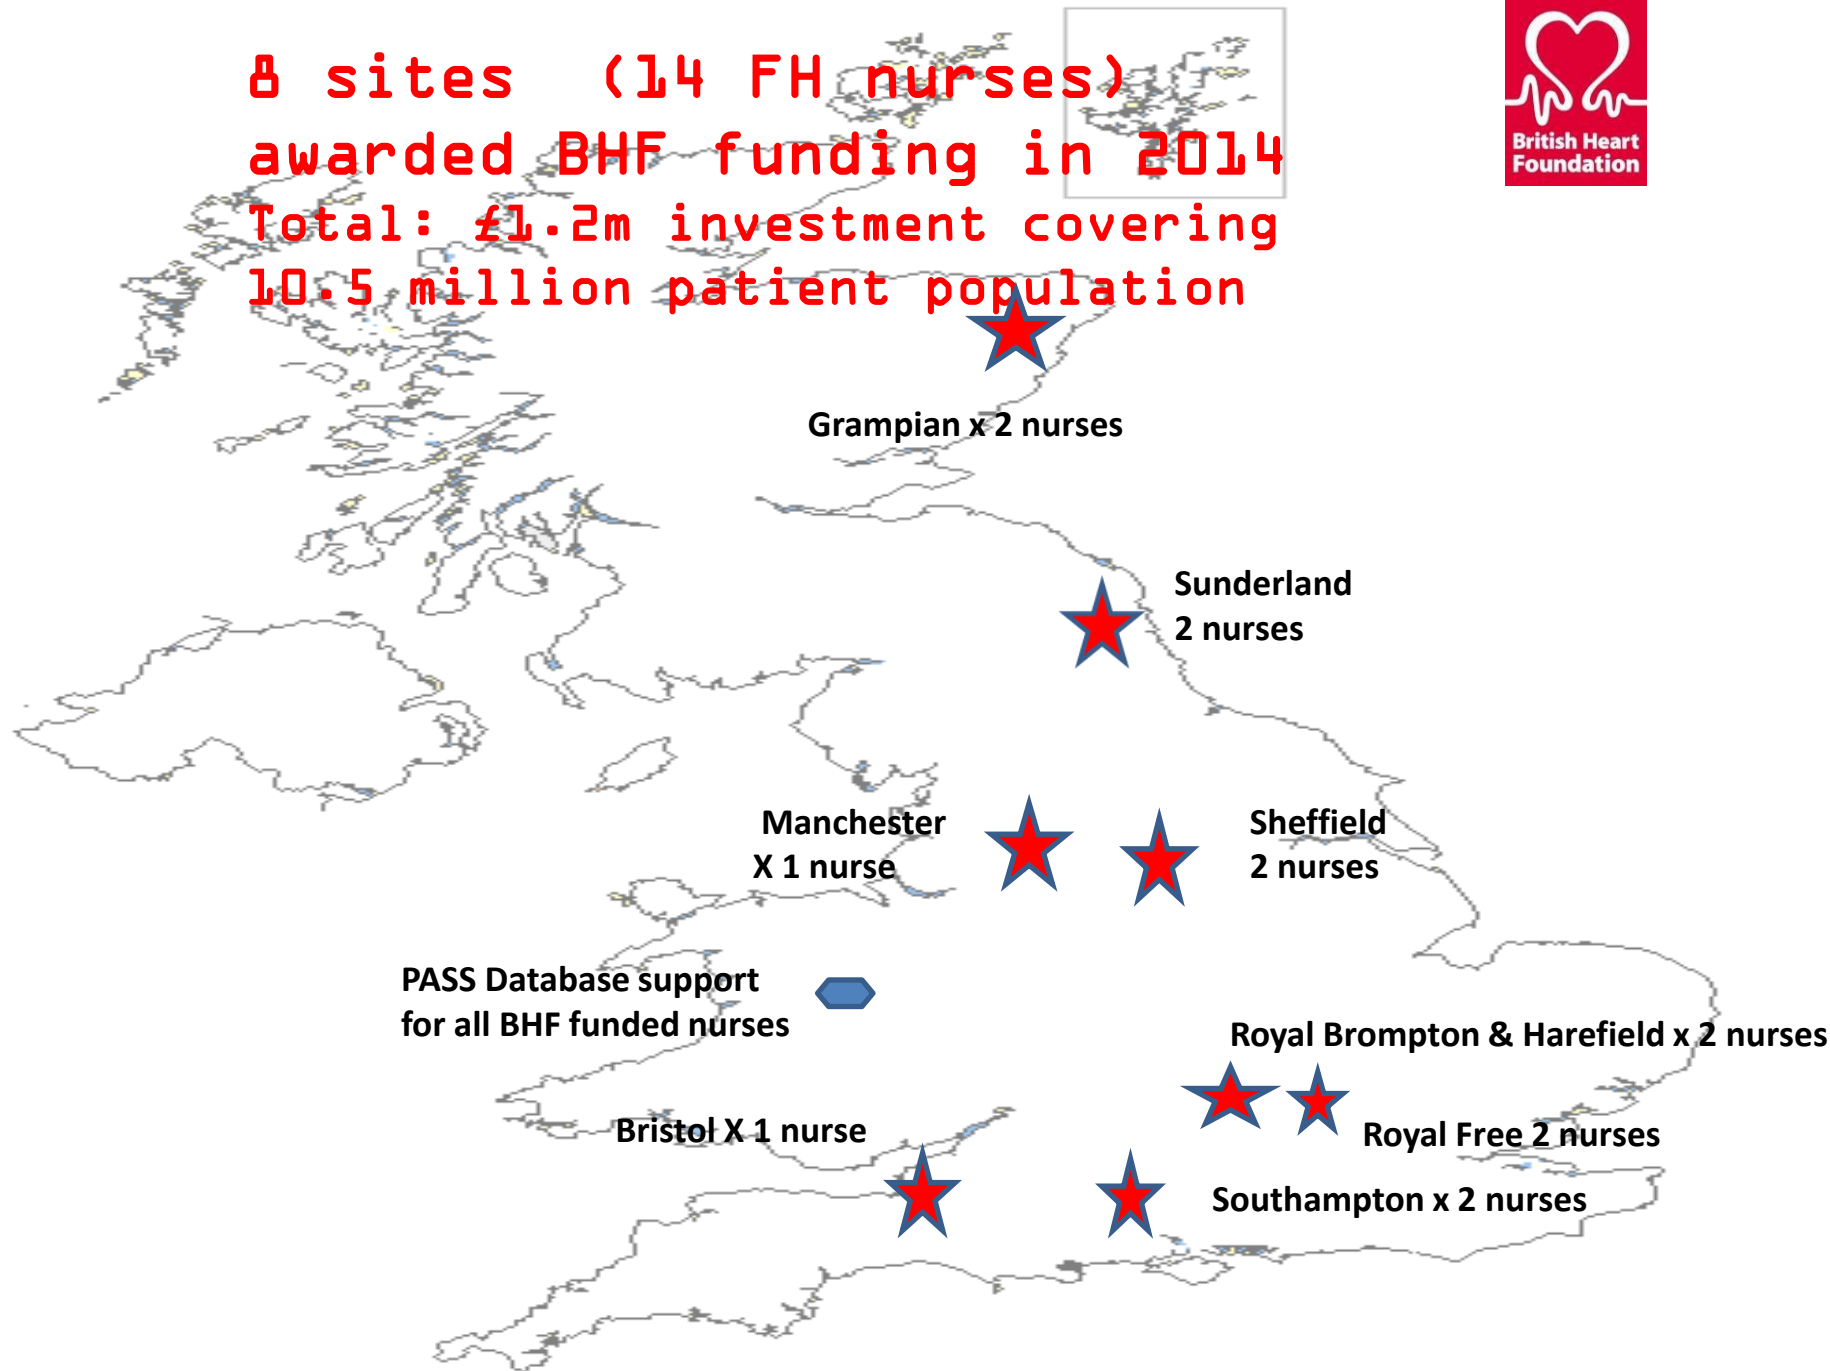 8 sites (14 FH nurses)
awarded BHF funding in 2014
Total: £1.2m investment covering
10.5 million patient population
British Heart
Foundation
Grampian x 2 nurses
Sunderland
2 nurses
Manchester
X 1 nurse
Sheffield
2 nurses
PASS Database support
for all BHF funded nurses
Royal Brompton & Harefield x 2 nurses
Bristol X 1 nurse
Royal Free 2 nurses
Southampton x 2 nurses